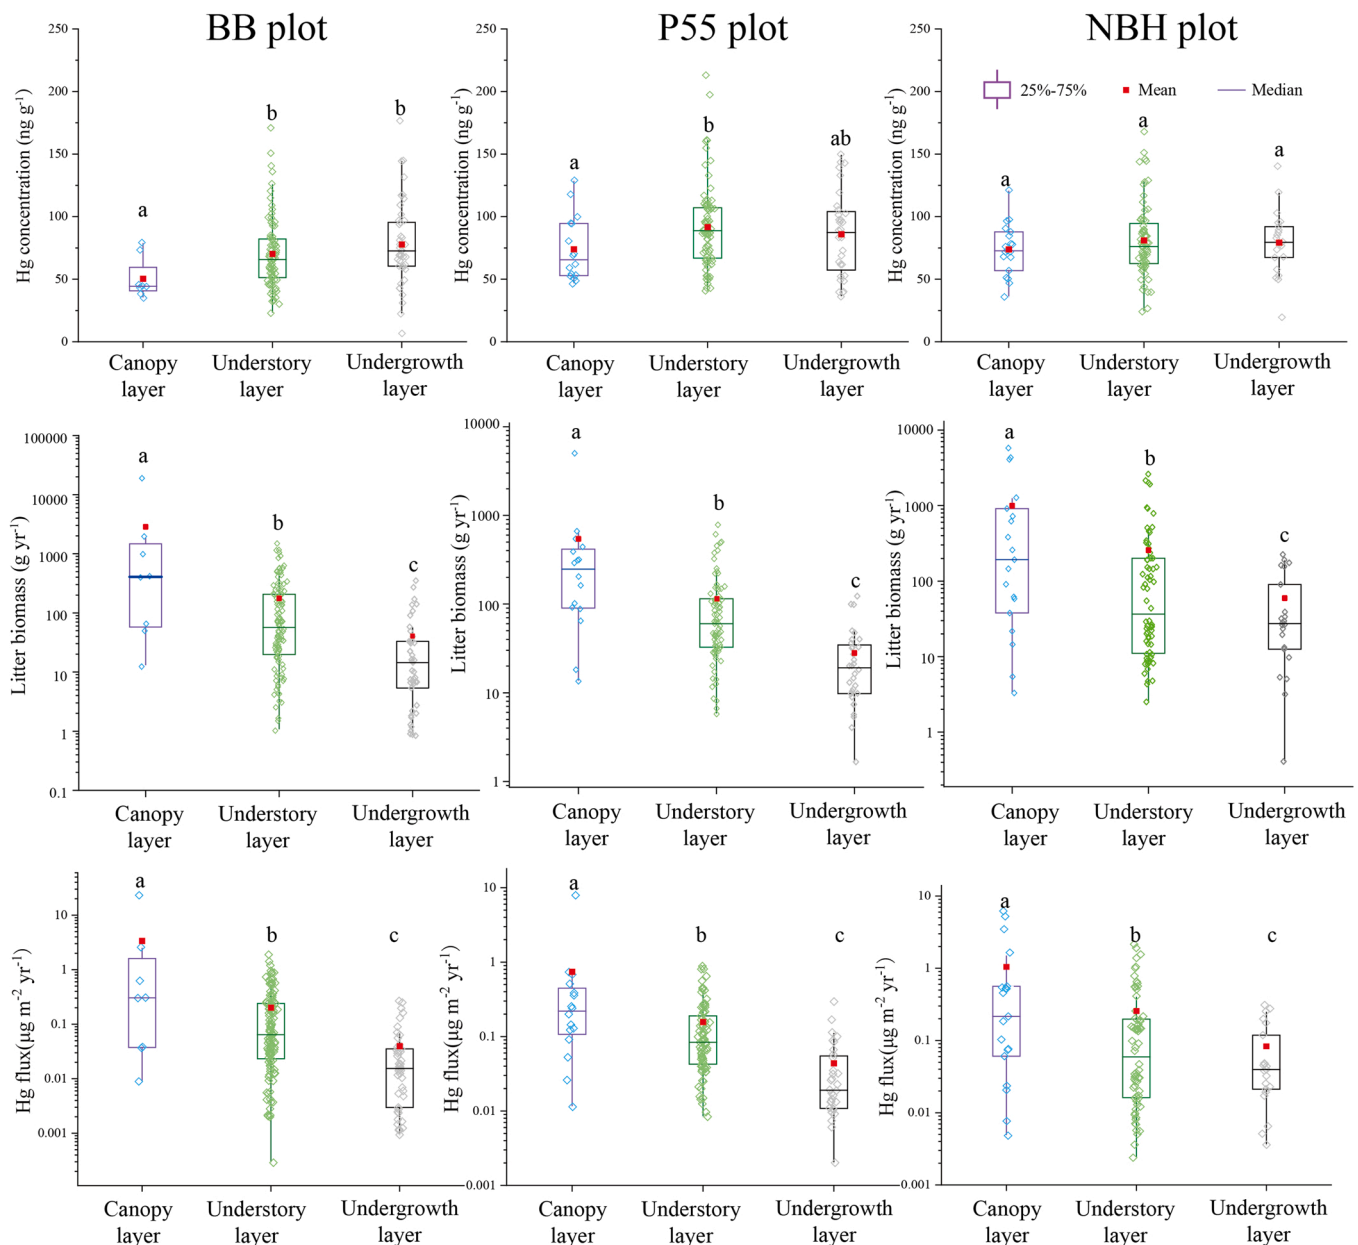 BB plot
P55 plot
NBH plot
Hg concentration (ng g-1)
250
200
150
100
50
0
a
b
b
Canopy layer
Understory layer
Undergrowth layer
Hg concentration (ng g-1)
250
200
150
100
50
0
a
b
ab
Canopy layer
Understory layer
Undergrowth layer
Hg concentration (ng g-1)
250
200
150
100
50
0
25%-75%
Mean
Median
a
a
a
Canopy layer
Understory layer
Undergrowth layer
Litter biomass (g yr-1)
100000
10000
1000
100
10
1
0.1
a
b
c
Canopy layer
Understory layer
Undergrowth layer
Litter biomass (g yr-1)
10000
1000
100
10
1
a
b
c
Canopy layer
Understory layer
Undergrowth layer
Litter biomass (g yr-1)
10000
1000
100
10
1
a
b
c
Canopy layer
Understory layer
Undergrowth layer
Hg flux(μg m-2 yr-1)
10
1
0.1
0.01
0.001
a
b
c
Canopy layer
Understory layer
Undergrowth layer
Hg flux(μg m-2 yr-1)
10
1
0.1
0.01
0.001
a
b
c
Canopy layer
Understory layer
Undergrowth layer
Hg flux(μg m-2 yr-1)
10
1
0.1
0.01
0.001
a
b
c
Canopy layer
Understory layer
Undergrowth layer